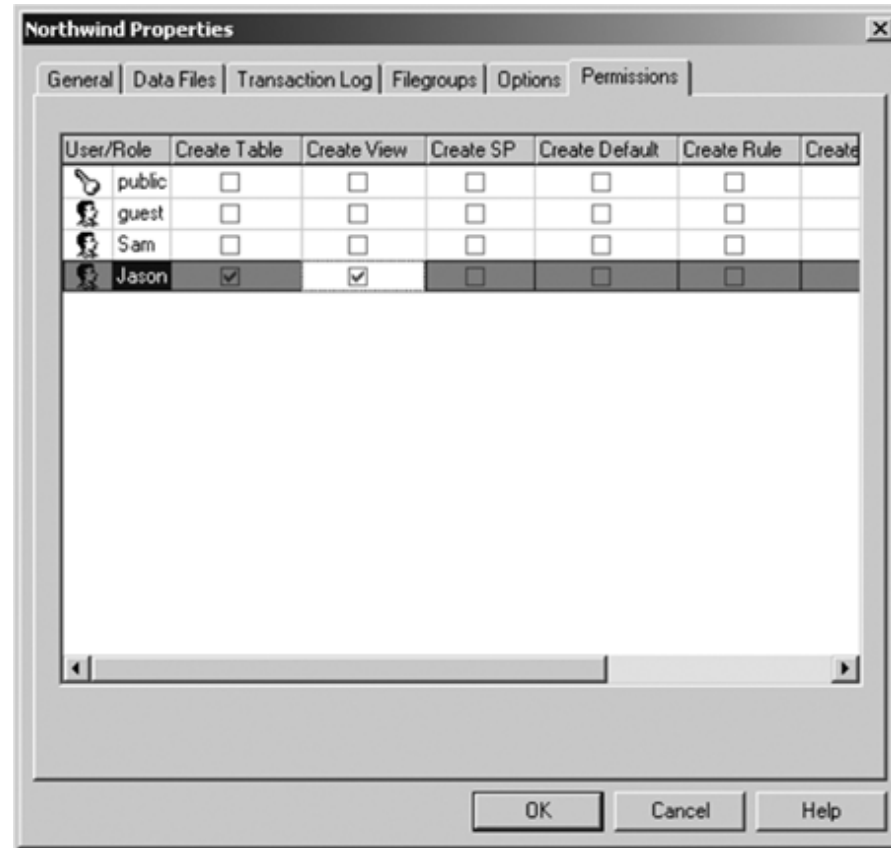 Northwind Properties
General Data Files Transaction Log Filegroups Options Permissions
User/Role Create Table Create View Create SP Create Default Create Rule Create
public
guest
Sam
Jason
OK Cancel Help